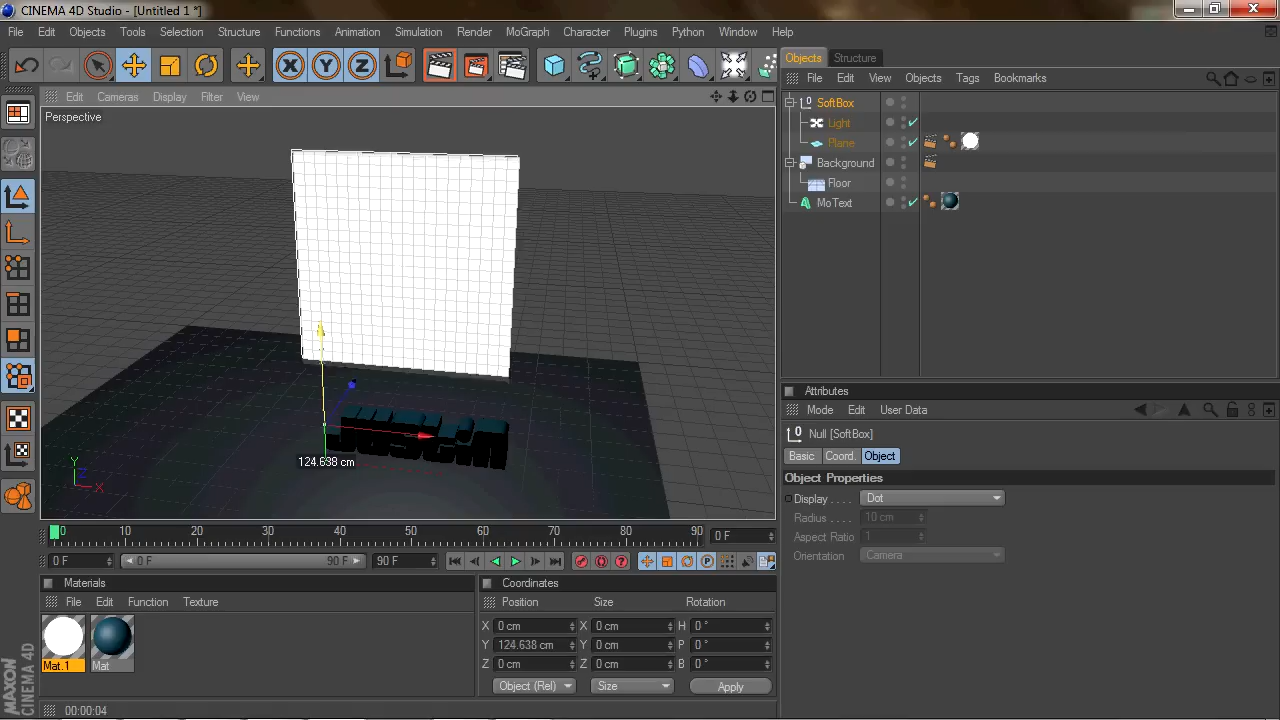 CINEMA 4D Studio - [Untitled 1 *]
File Edit Objects Tools Selection Structure Functions Animation Simulation Render MoGraph Character Plugins Python Window Help
X Y Z
Edit Cameras Display Filter View
Perspective
124.638 cm
Y Z X
0 10 20 30 40 50 60 70 80 90 0 F
0 F 0 F 90 F 90 F
Materials
File Edit Function Texture
Mat.1 Mat
MAXON CINEMA 4D
00:00:04
Coordinates
Position Size Rotation
X 0 cm X 0 cm H 0 °
Y 124.638 cm Y 0 cm P 0 °
Z 0 cm Z 0 cm B 0 °
Object (Rel) Size Apply
Objects Structure
File Edit View Objects Tags Bookmarks
SoftBox
Light
Plane
Background
Floor
MoText
Attributes
Mode Edit User Data
Null [SoftBox]
Basic Coord. Object
Object Properties
Display . . . . Dot
Radius . . . . 10 cm
Aspect Ratio 1
Orientation Camera